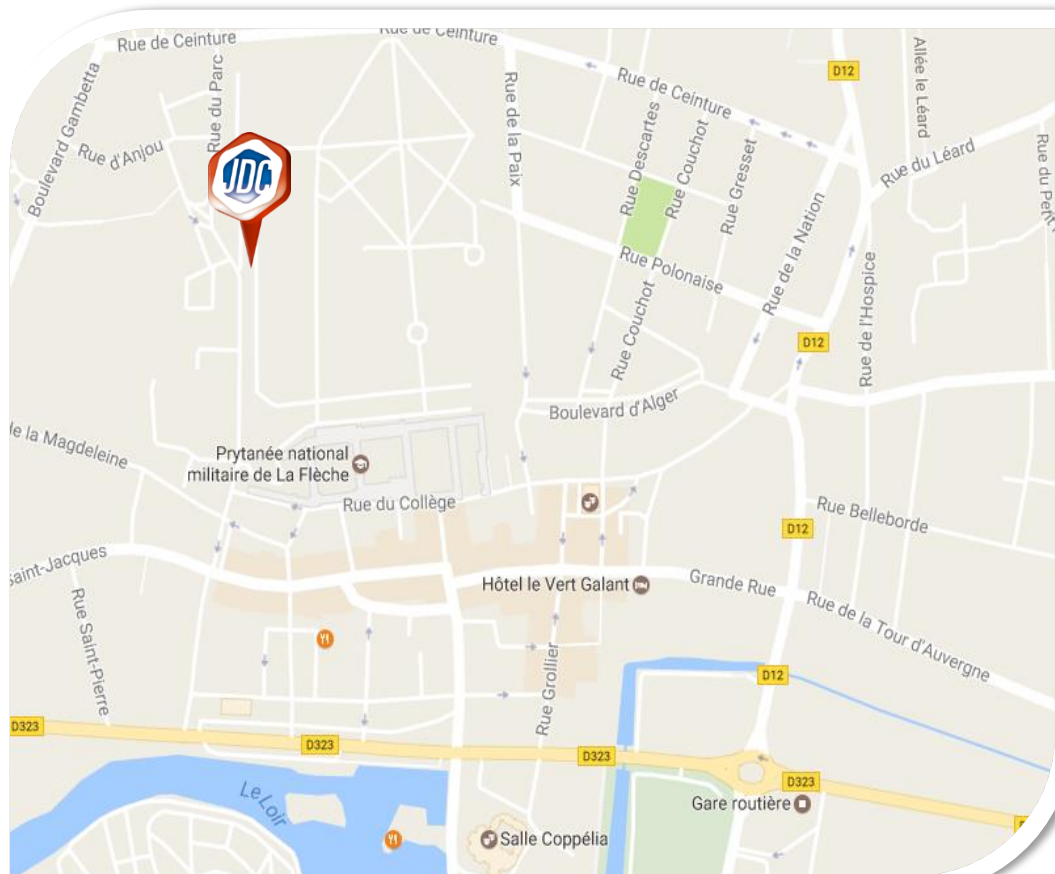 Rue de Ceinture
Rue de Ceinture
Boulevard Gambetta
Rue du Parc
Rue d'Anjou
JDC
Rue de la Paix
Rue de Ceinture
D12
Allée le Léard
Rue du Léard
Rue Descartes
Rue Couchot
Rue Gresset
Rue Polonaise
Rue de la Nation
Rue Couchot
D12
Rue de l'Hospice
Boulevard d'Alger
de la Magdeleine
Prytanée national
militaire de La Flèche
Rue du Collège
D12
Rue Belleborde
Saint-Jacques
Rue Saint-Pierre
Hôtel le Vert Galant
Grande Rue
Rue de la Tour d'Auvergne
Rue Grollier
D12
D323
D323
D323
D323
Le Loir
Gare routière
Salle Coppélia